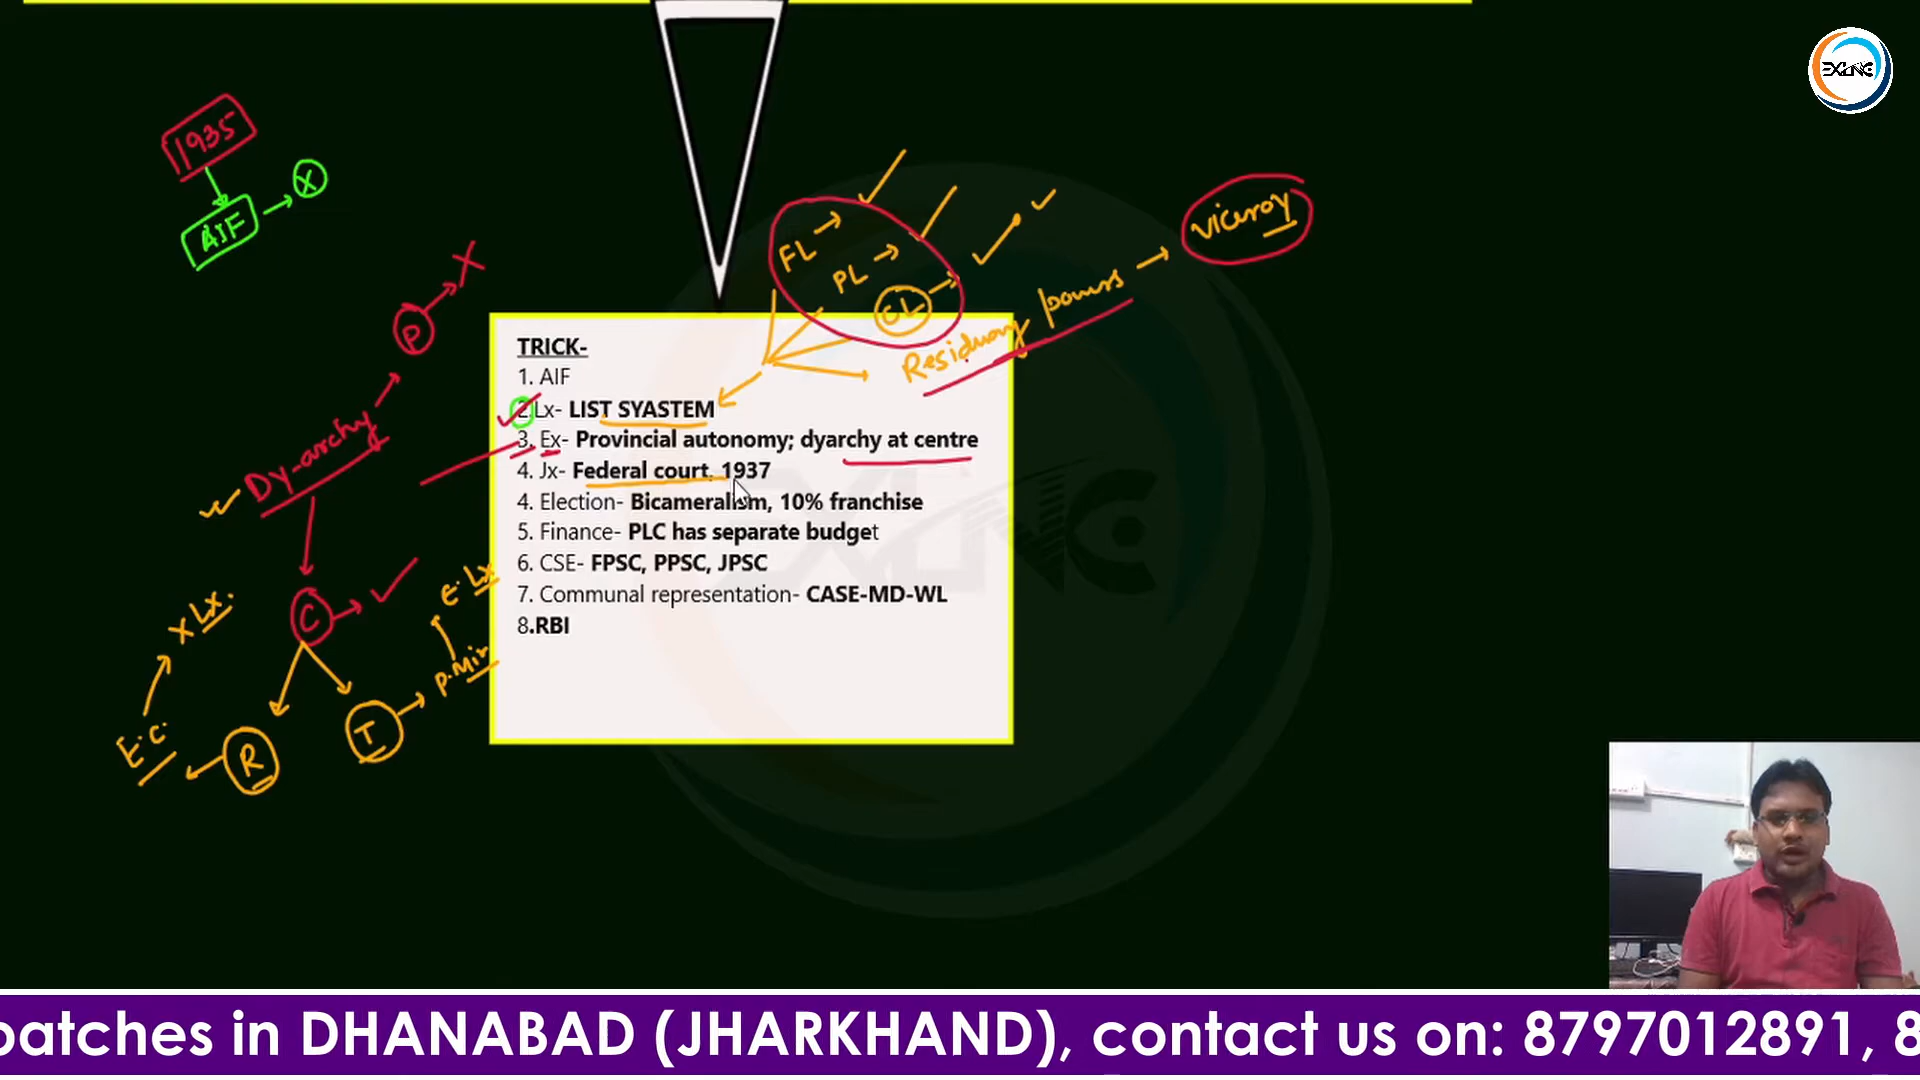 EXLNC
1935
AIF → X
FL →
PL →
CL →
Residuary powers → Viceroy
P → X
Dy-archy
C →
E.Lx
X Lx.
P.Min
E.C.
R
T →
TRICK-
1. AIF
2. Lx- LIST SYASTEM
3. Ex- Provincial autonomy; dyarchy at centre
4. Jx- Federal court, 1937
4. Election- Bicameralism, 10% franchise
5. Finance- PLC has separate budget
6. CSE- FPSC, PPSC, JPSC
7. Communal representation- CASE-MD-WL
8.RBI
batches in DHANABAD (JHARKHAND), contact us on: 8797012891, 8